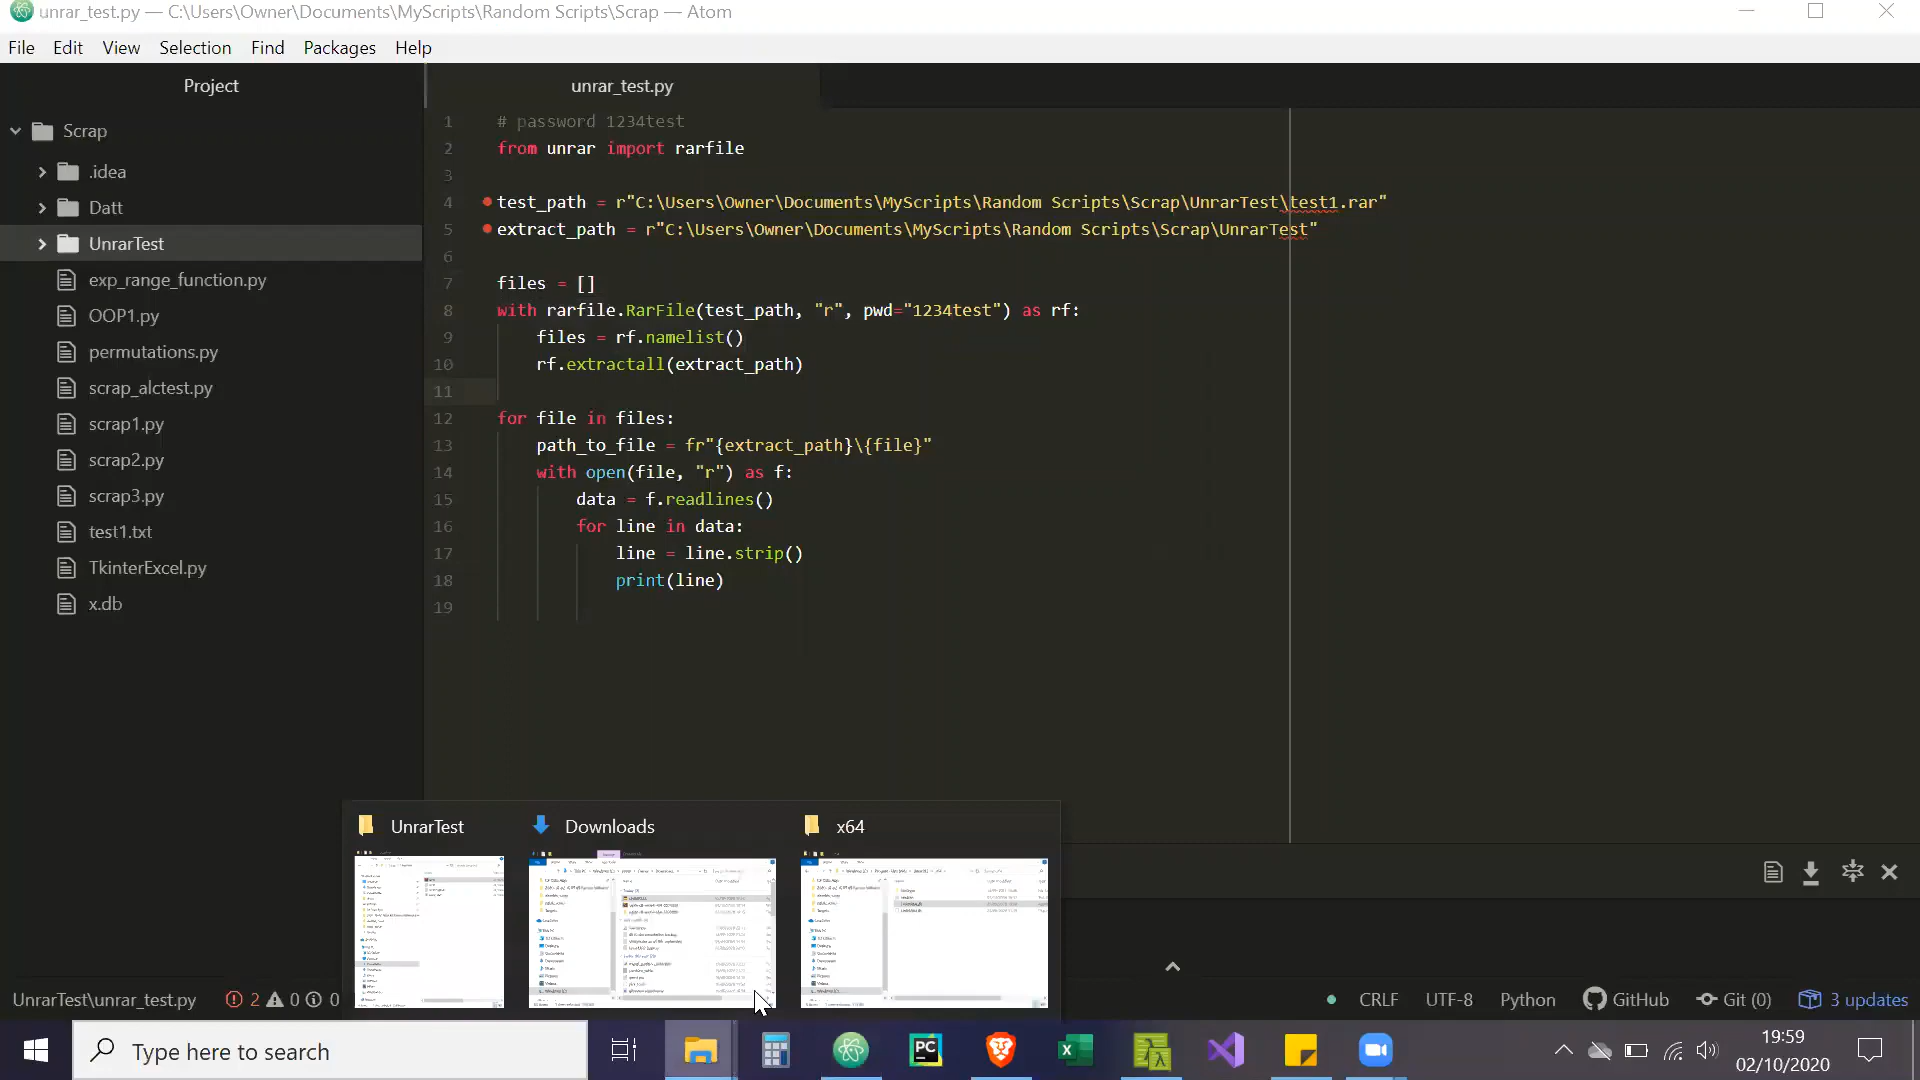 unrar_test.py — C:\Users\Owner\Documents\MyScripts\Random Scripts\Scrap — Atom
File Edit View Selection Find Packages Help
Project
unrar_test.py
Scrap
.idea
Datt
UnrarTest
exp_range_function.py
OOP1.py
permutations.py
scrap_alctest.py
scrap1.py
scrap2.py
scrap3.py
test1.txt
TkinterExcel.py
x.db
1 # password 1234test
2 from unrar import rarfile
3
4 test_path = r"C:\Users\Owner\Documents\MyScripts\Random Scripts\Scrap\UnrarTest\test1.rar"
5 extract_path = r"C:\Users\Owner\Documents\MyScripts\Random Scripts\Scrap\UnrarTest"
6
7 files = []
8 with rarfile.RarFile(test_path, "r", pwd="1234test") as rf:
9 files = rf.namelist()
10 rf.extractall(extract_path)
11
12 for file in files:
13 path_to_file = fr"{extract_path}\{file}"
14 with open(file, "r") as f:
15 data = f.readlines()
16 for line in data:
17 line = line.strip()
18 print(line)
19
UnrarTest Downloads x64
UnrarTest\unrar_test.py 2 0 0 CRLF UTF-8 Python GitHub Git (0) 3 updates
Type here to search
PC
19:59
02/10/2020